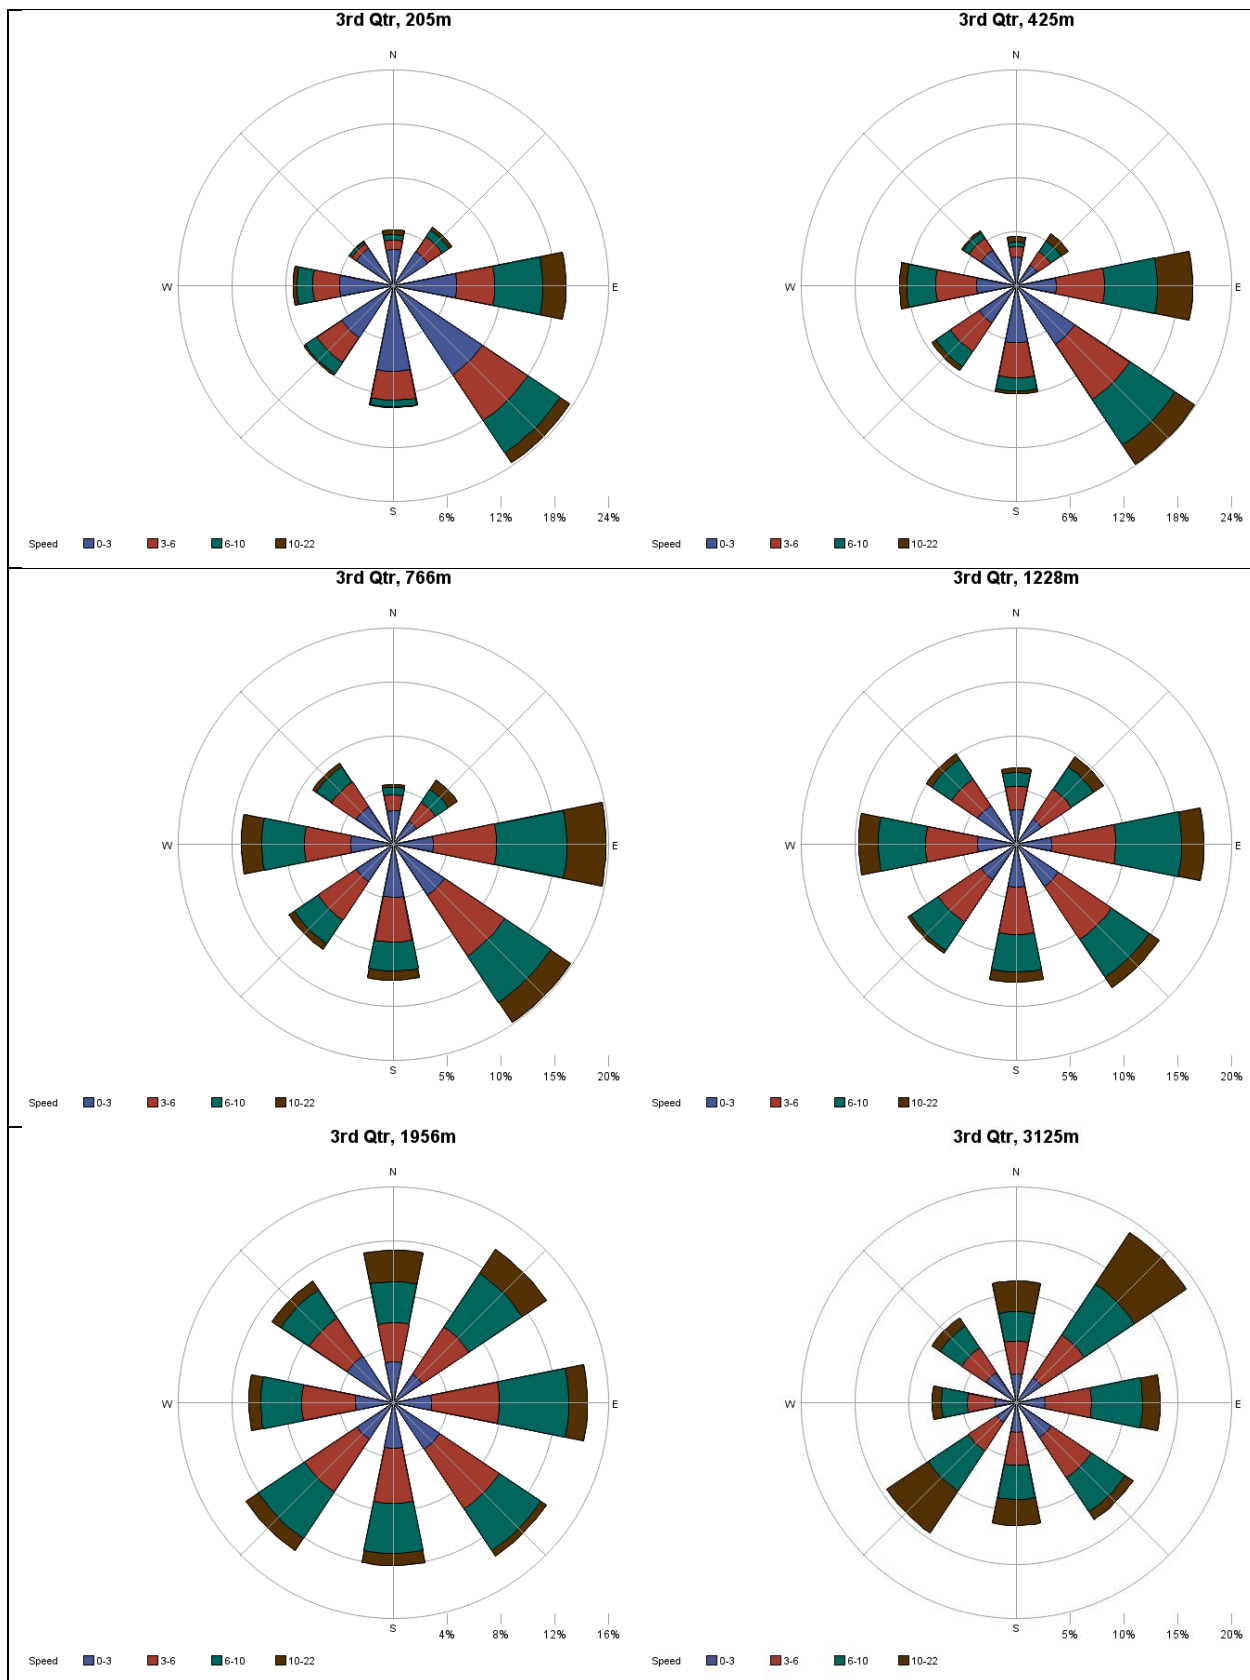 3rd Qtr, 205m
N
W
E
S
6% 12% 18% 24%
Speed 0-3 3-6 6-10 10-22
3rd Qtr, 425m
N
W
E
S
6% 12% 18% 24%
Speed 0-3 3-6 6-10 10-22
3rd Qtr, 766m
N
W
E
S
5% 10% 15% 20%
Speed 0-3 3-6 6-10 10-22
3rd Qtr, 1228m
N
W
E
S
5% 10% 15% 20%
Speed 0-3 3-6 6-10 10-22
3rd Qtr, 1956m
N
W
E
S
4% 8% 12% 16%
Speed 0-3 3-6 6-10 10-22
3rd Qtr, 3125m
N
W
E
S
5% 10% 15% 20%
Speed 0-3 3-6 6-10 10-22